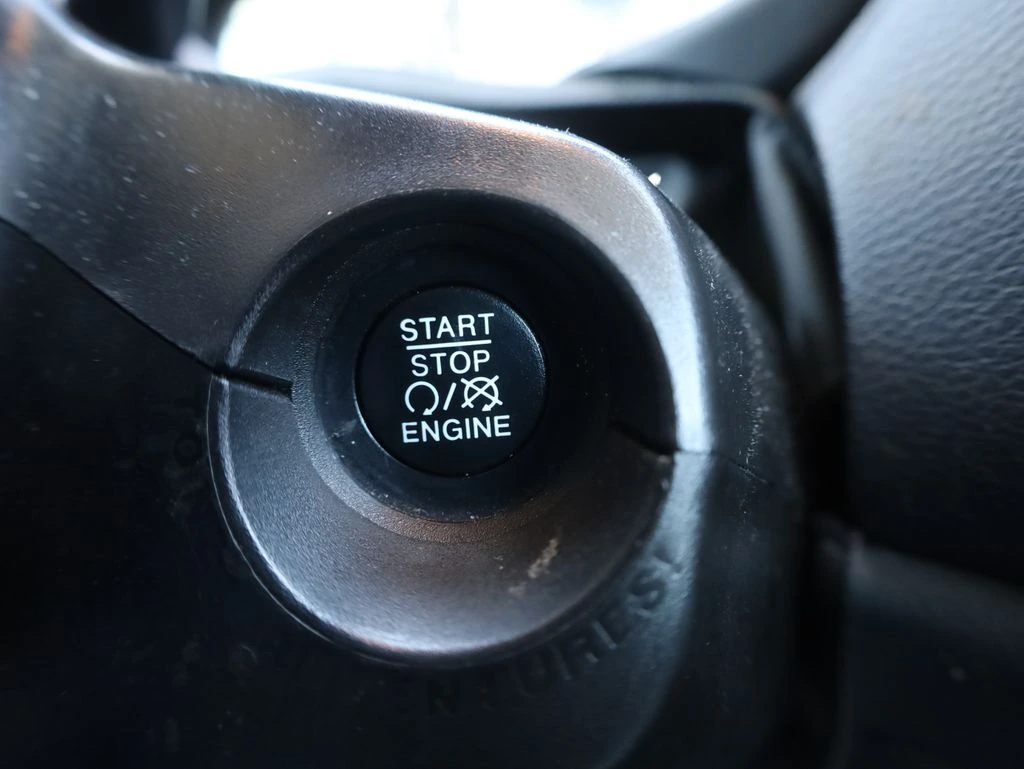 START
STOP
/
ENGINE